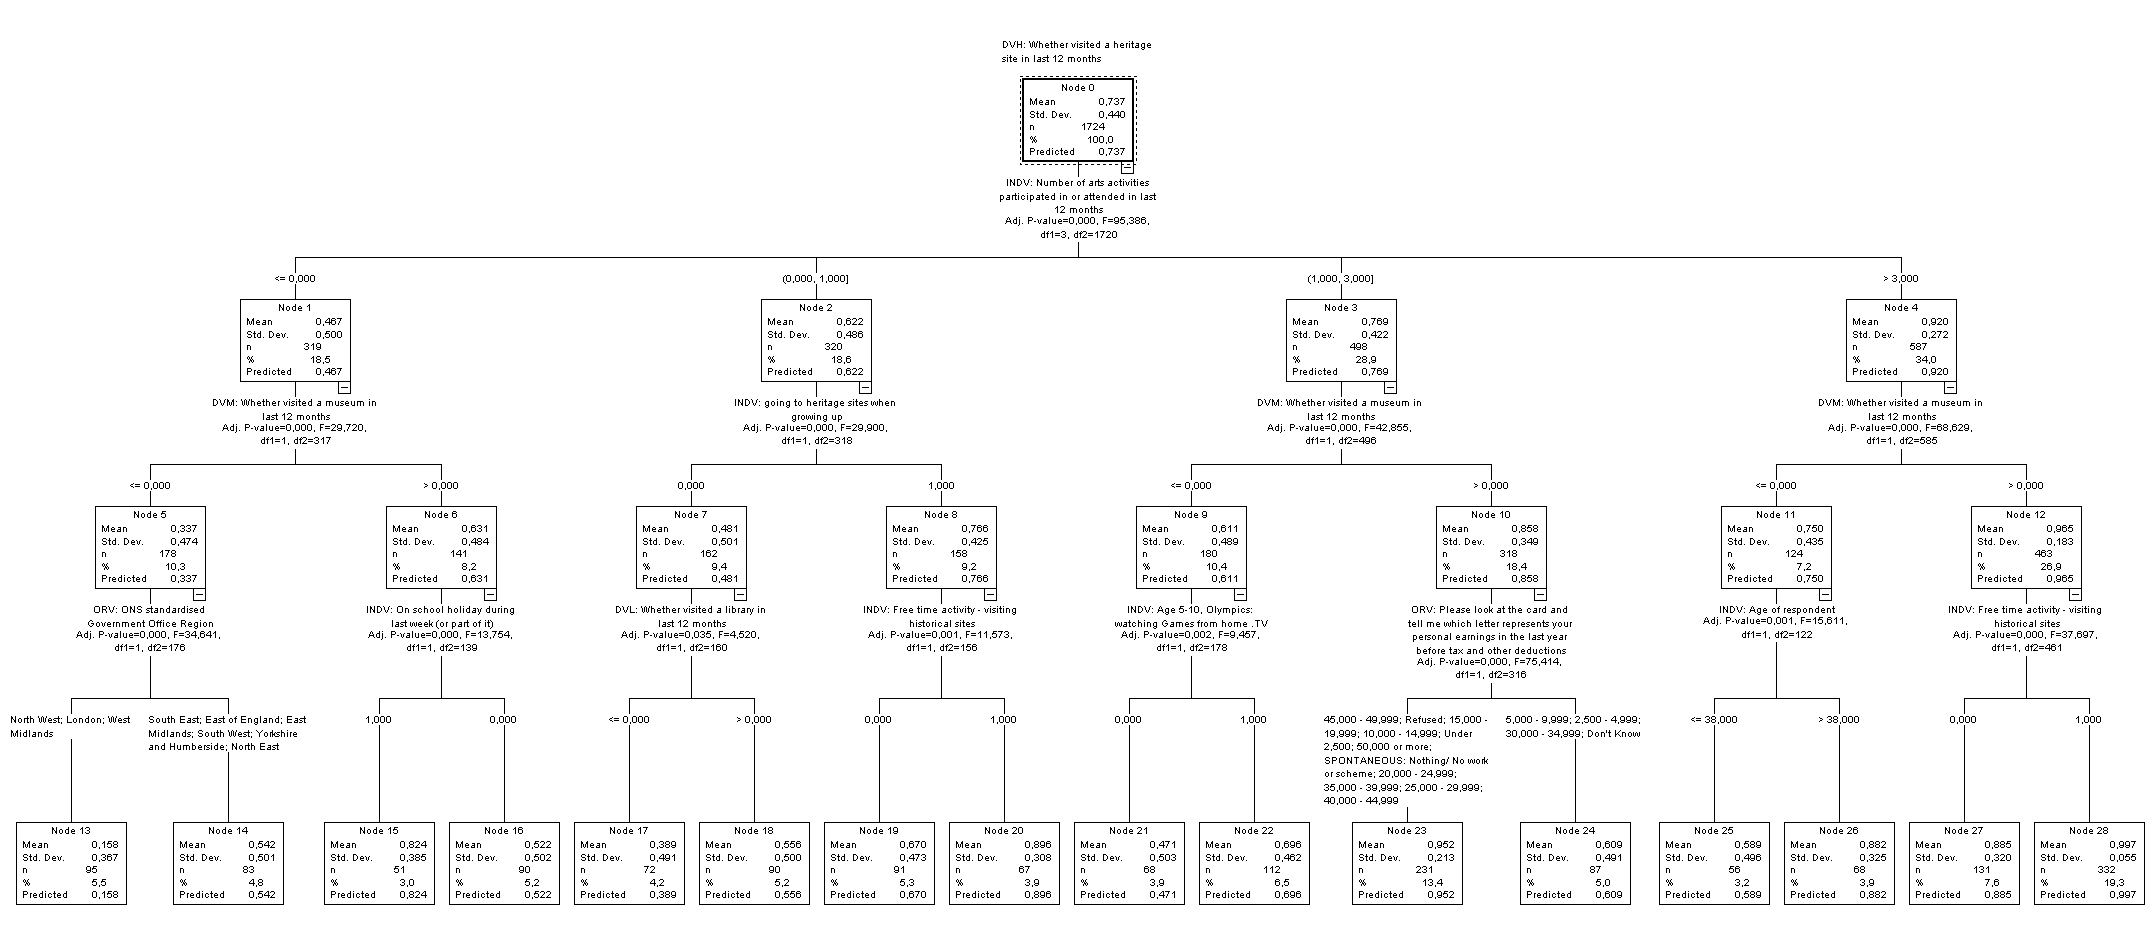 DVH: Whether visited a heritage
site in last 12 months
Node 0
Mean 0,737
Std. Dev. 0,440
n 1724
% 100,0
Predicted 0,737
INDV: Number of arts activities
participated in or attended in last
12 months
Adj. P-value=0,000, F=95,386,
df1=3, df2=1720
<= 0,000
(0,000, 1,000]
(1,000, 3,000]
> 3,000
Node 1
Mean 0,467
Std. Dev. 0,500
n 319
% 18,5
Predicted 0,467
DVM: Whether visited a museum in
last 12 months
Adj. P-value=0,000, F=29,720,
df1=1, df2=317
Node 2
Mean 0,622
Std. Dev. 0,486
n 320
% 18,6
Predicted 0,622
INDV: going to heritage sites when
growing up
Adj. P-value=0,000, F=29,900,
df1=1, df2=318
Node 3
Mean 0,769
Std. Dev. 0,422
n 498
% 28,9
Predicted 0,769
DVM: Whether visited a museum in
last 12 months
Adj. P-value=0,000, F=42,855,
df1=1, df2=496
Node 4
Mean 0,920
Std. Dev. 0,272
n 587
% 34,0
Predicted 0,920
DVM: Whether visited a museum in
last 12 months
Adj. P-value=0,000, F=68,629,
df1=1, df2=585
<= 0,000
> 0,000
0,000
1,000
<= 0,000
> 0,000
<= 0,000
> 0,000
Node 5
Mean 0,337
Std. Dev. 0,474
n 178
% 10,3
Predicted 0,337
ORV: ONS standardised
Government Office Region
Adj. P-value=0,000, F=34,641,
df1=1, df2=176
Node 6
Mean 0,631
Std. Dev. 0,484
n 141
% 8,2
Predicted 0,631
INDV: On school holiday during
last week (or part of it)
Adj. P-value=0,000, F=13,754,
df1=1, df2=139
Node 7
Mean 0,481
Std. Dev. 0,501
n 162
% 9,4
Predicted 0,481
DVL: Whether visited a library in
last 12 months
Adj. P-value=0,035, F=4,520,
df1=1, df2=160
Node 8
Mean 0,766
Std. Dev. 0,425
n 158
% 9,2
Predicted 0,766
INDV: Free time activity - visiting
historical sites
Adj. P-value=0,001, F=11,573,
df1=1, df2=156
Node 9
Mean 0,611
Std. Dev. 0,489
n 180
% 10,4
Predicted 0,611
INDV: Age 5-10, Olympics:
watching Games from home .TV
Adj. P-value=0,002, F=9,457,
df1=1, df2=178
Node 10
Mean 0,858
Std. Dev. 0,349
n 318
% 18,4
Predicted 0,858
ORV: Please look at the card and
tell me which letter represents your
personal earnings in the last year
before tax and other deductions
Adj. P-value=0,000, F=75,414,
df1=1, df2=316
Node 11
Mean 0,750
Std. Dev. 0,435
n 124
% 7,2
Predicted 0,750
INDV: Age of respondent
Adj. P-value=0,001, F=15,611,
df1=1, df2=122
Node 12
Mean 0,965
Std. Dev. 0,183
n 463
% 26,9
Predicted 0,965
INDV: Free time activity - visiting
historical sites
Adj. P-value=0,000, F=37,697,
df1=1, df2=461
North West; London; West
Midlands
South East; East of England; East
Midlands; South West; Yorkshire
and Humberside; North East
1,000
0,000
<= 0,000
> 0,000
0,000
1,000
0,000
1,000
45,000 - 49,999; Refused; 15,000 -
19,999; 10,000 - 14,999; Under
2,500; 50,000 or more;
SPONTANEOUS: Nothing/ No work
or scheme; 20,000 - 24,999;
35,000 - 39,999; 25,000 - 29,999;
40,000 - 44,999
5,000 - 9,999; 2,500 - 4,999;
30,000 - 34,999; Don't Know
<= 38,000
> 38,000
0,000
1,000
Node 13
Mean 0,158
Std. Dev. 0,367
n 95
% 5,5
Predicted 0,158
Node 14
Mean 0,542
Std. Dev. 0,501
n 83
% 4,8
Predicted 0,542
Node 15
Mean 0,824
Std. Dev. 0,385
n 51
% 3,0
Predicted 0,824
Node 16
Mean 0,522
Std. Dev. 0,502
n 90
% 5,2
Predicted 0,522
Node 17
Mean 0,389
Std. Dev. 0,491
n 72
% 4,2
Predicted 0,389
Node 18
Mean 0,556
Std. Dev. 0,500
n 90
% 5,2
Predicted 0,556
Node 19
Mean 0,670
Std. Dev. 0,473
n 91
% 5,3
Predicted 0,670
Node 20
Mean 0,896
Std. Dev. 0,308
n 67
% 3,9
Predicted 0,896
Node 21
Mean 0,471
Std. Dev. 0,503
n 68
% 3,9
Predicted 0,471
Node 22
Mean 0,696
Std. Dev. 0,462
n 112
% 6,5
Predicted 0,696
Node 23
Mean 0,952
Std. Dev. 0,213
n 231
% 13,4
Predicted 0,952
Node 24
Mean 0,609
Std. Dev. 0,491
n 87
% 5,0
Predicted 0,609
Node 25
Mean 0,589
Std. Dev. 0,496
n 56
% 3,2
Predicted 0,589
Node 26
Mean 0,882
Std. Dev. 0,325
n 68
% 3,9
Predicted 0,882
Node 27
Mean 0,885
Std. Dev. 0,320
n 131
% 7,6
Predicted 0,885
Node 28
Mean 0,997
Std. Dev. 0,055
n 332
% 19,3
Predicted 0,997